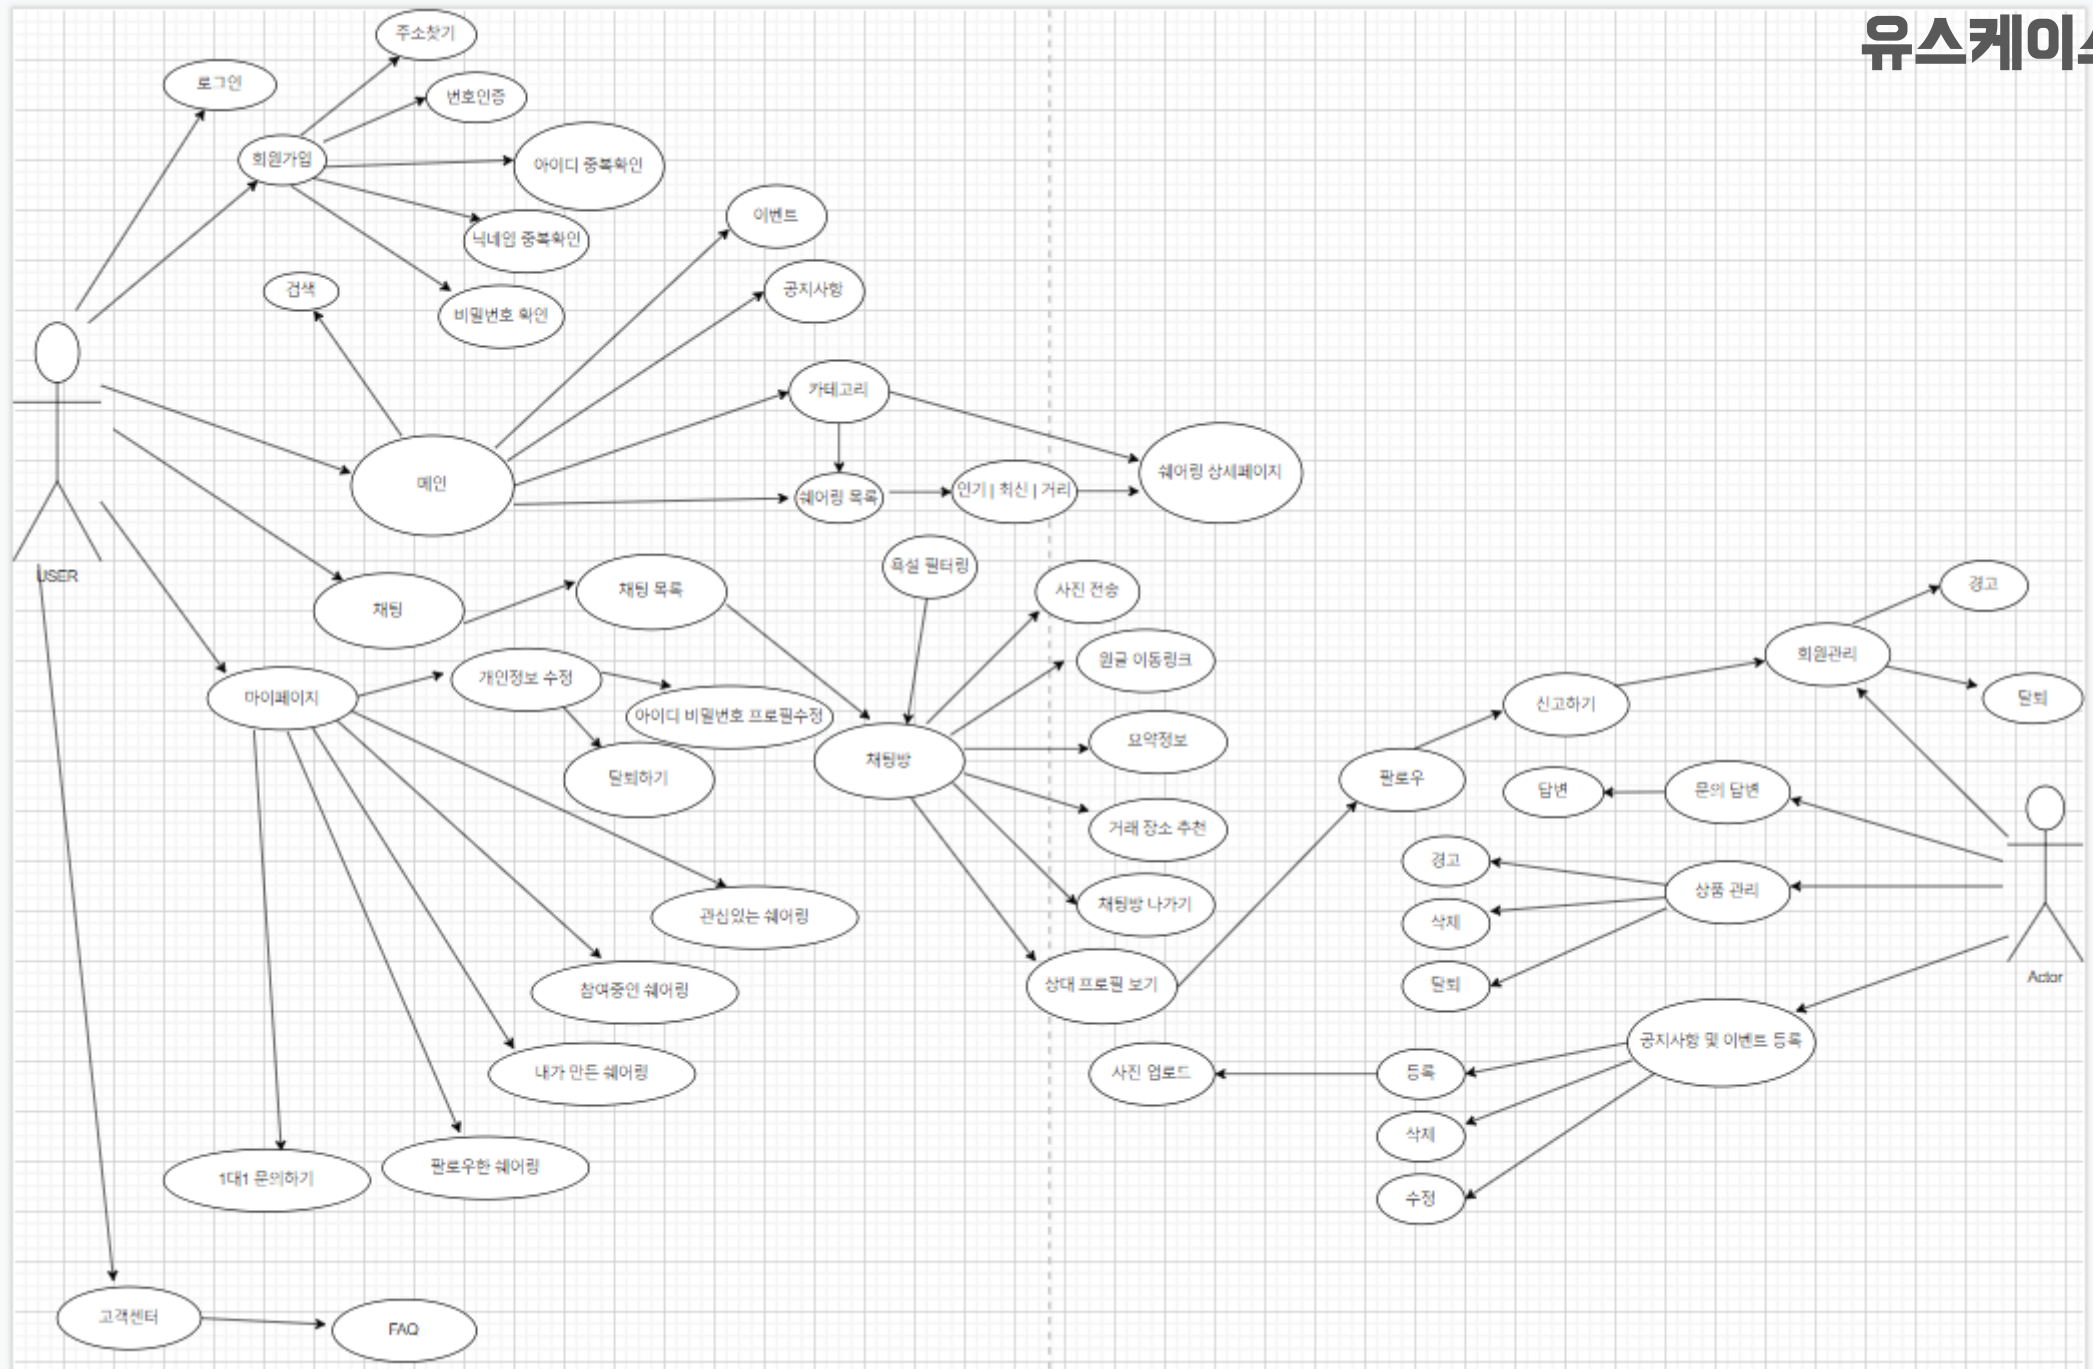 유스케이스
주소찾기
로그인
번호인증
회원가입
아이디 중복확인
닉네임 중복확인
비밀번호 확인
검색
이벤트
공지사항
카테고리
메인
쉐어링 목록
인기 | 최신 | 거리
쉐어링 상세페이지
USER
채팅
채팅 목록
욕설 필터링
사진 전송
원글 이동링크
요약정보
거래 장소 추천
채팅방 나가기
상대 프로필 보기
채팅방
마이페이지
개인정보 수정
아이디 비밀번호 프로필수정
탈퇴하기
관심있는 쉐어링
참여중인 쉐어링
내가 만든 쉐어링
팔로우한 쉐어링
1대1 문의하기
고객센터
FAQ
팔로우
신고하기
회원관리
경고
탈퇴
답변
문의 답변
경고
상품 관리
삭제
탈퇴
Actor
공지사항 및 이벤트 등록
사진 업로드
등록
삭제
수정